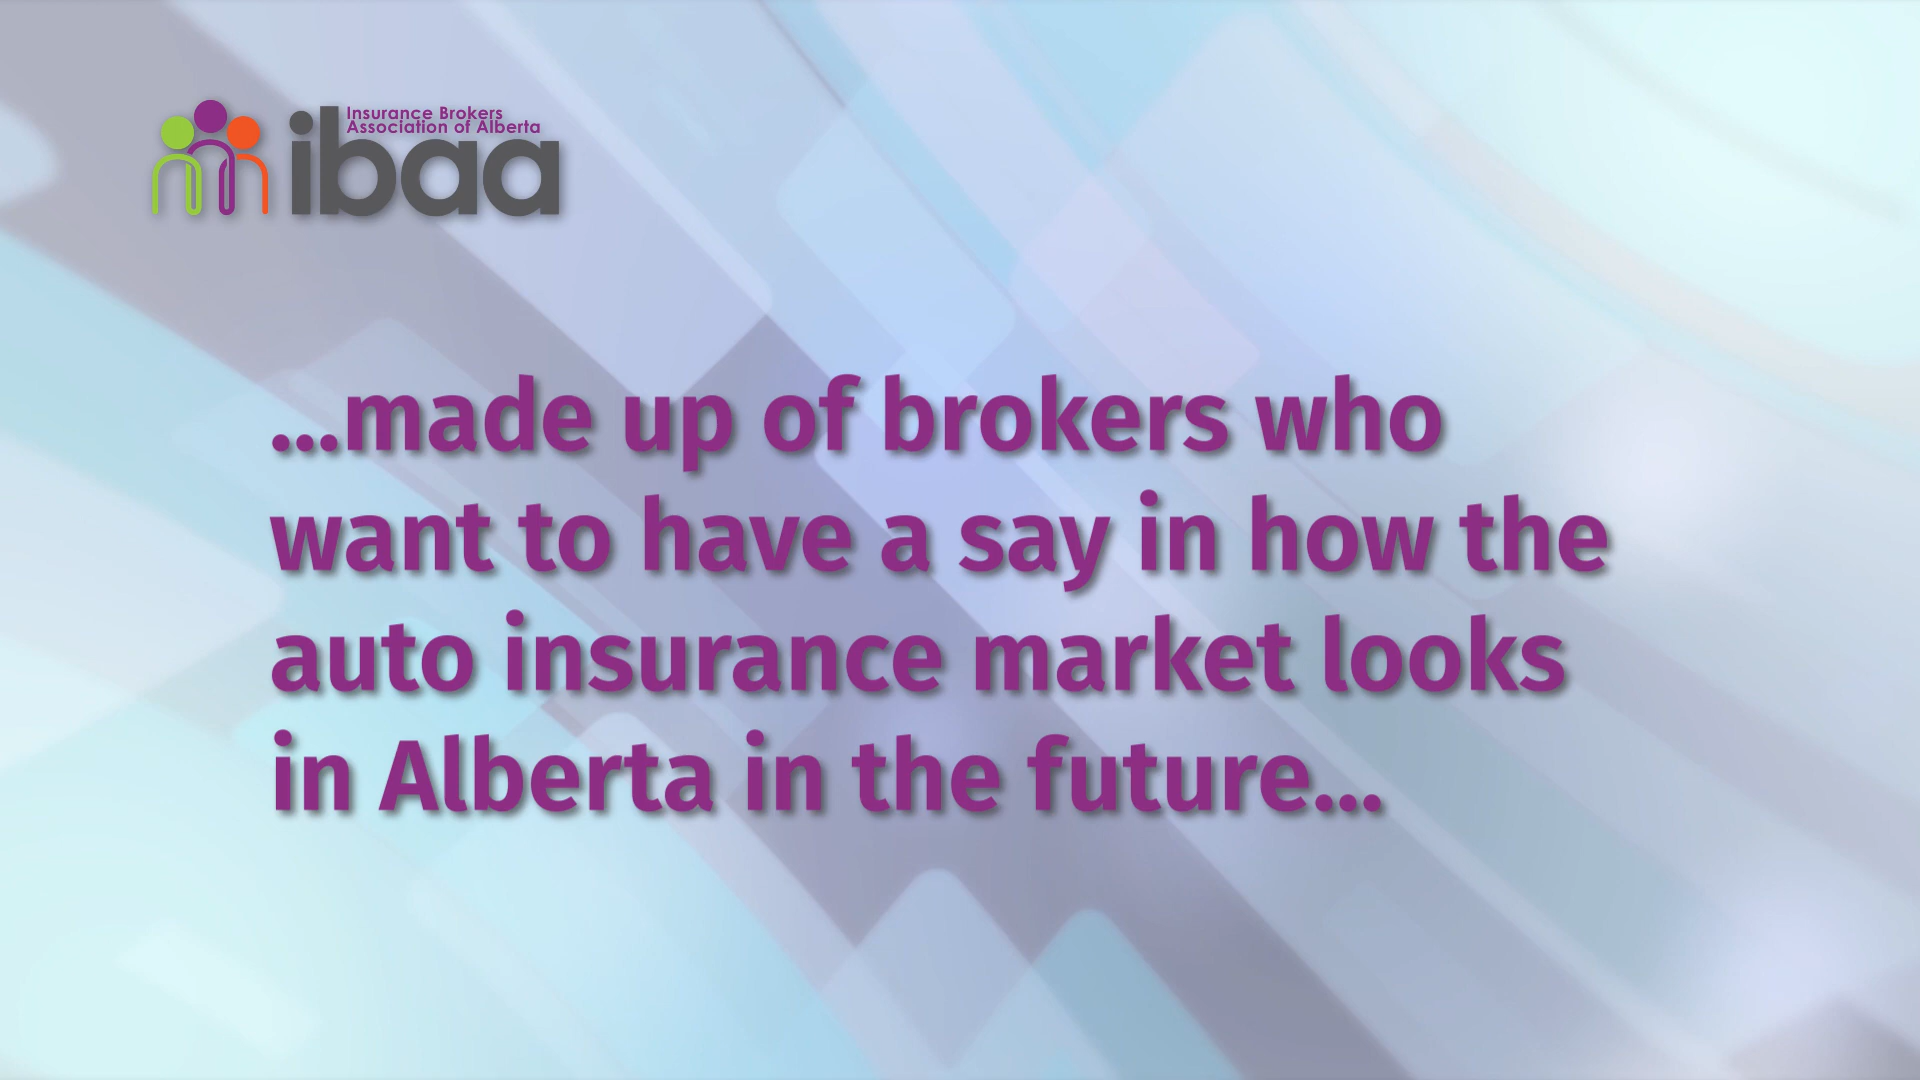 Insurance Brokers
Association of Alberta
ibaa
...made up of brokers who
want to have a say in how the
auto insurance market looks
in Alberta in the future...